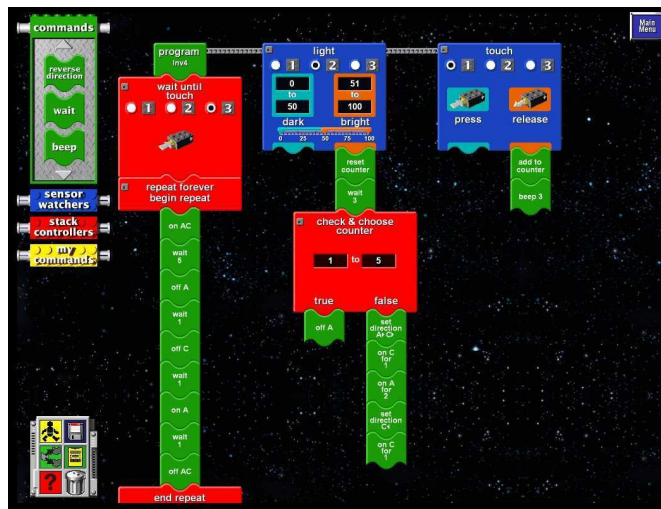 commands
reverse
direction
wait
beep
sensor
watchers
stack
controllers
my
commands
?
program
Inv4
wait until
touch
1 2 3
repeat forever
begin repeat
on AC
wait
5
off A
wait
1
off C
wait
1
on A
wait
1
off AC
end repeat
light
1 2 3
0 51
to to
50 100
dark bright
0 25 50 75 100
reset
counter
wait
3
check & choose
counter
1 to 5
true false
off A
set
direction
on C
for
1
on A
for
2
set
direction
on C
for
1
touch
1 2 3
press release
add to
counter
beep 3
Main
Menu